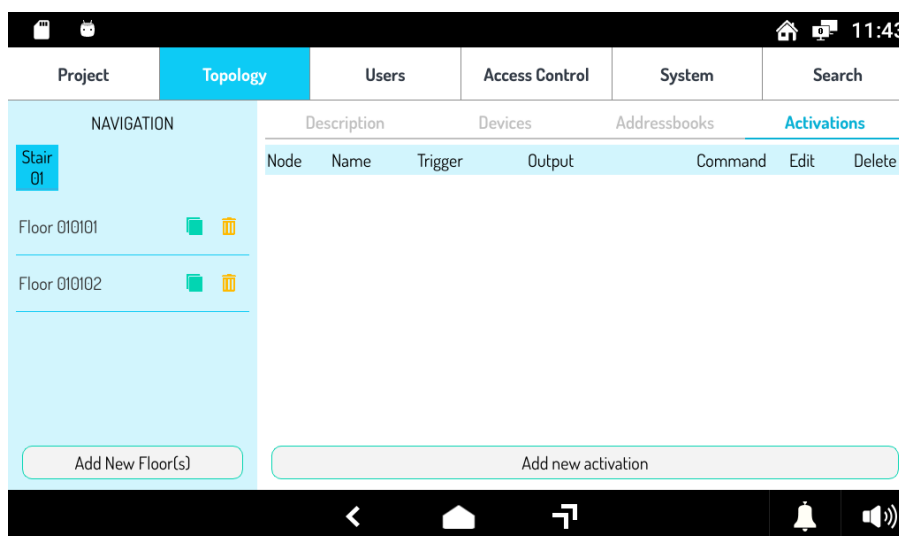 11:43
Project Topology Users Access Control System Search
NAVIGATION
Description Devices Addressbooks Activations
Stair
01
Node Name Trigger Output Command Edit Delete
Floor 010101
Floor 010102
Add New Floor(s)
Add new activation